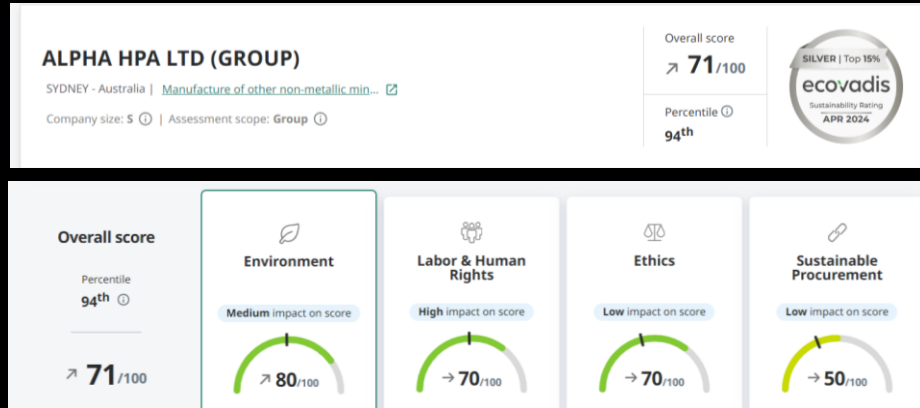 ALPHA HPA LTD (GROUP)
SYDNEY - Australia | Manufacture of other non-metallic min...
Company size: S | Assessment scope: Group
Overall score
71/100
Percentile
94th
SILVER | Top 15%
ecovadis
Sustainability Rating
APR 2024
Overall score
Percentile
94th
71/100
Environment
Medium impact on score
80/100
Labor & Human
Rights
High impact on score
70/100
Ethics
Low impact on score
70/100
Sustainable
Procurement
Low impact on score
50/100